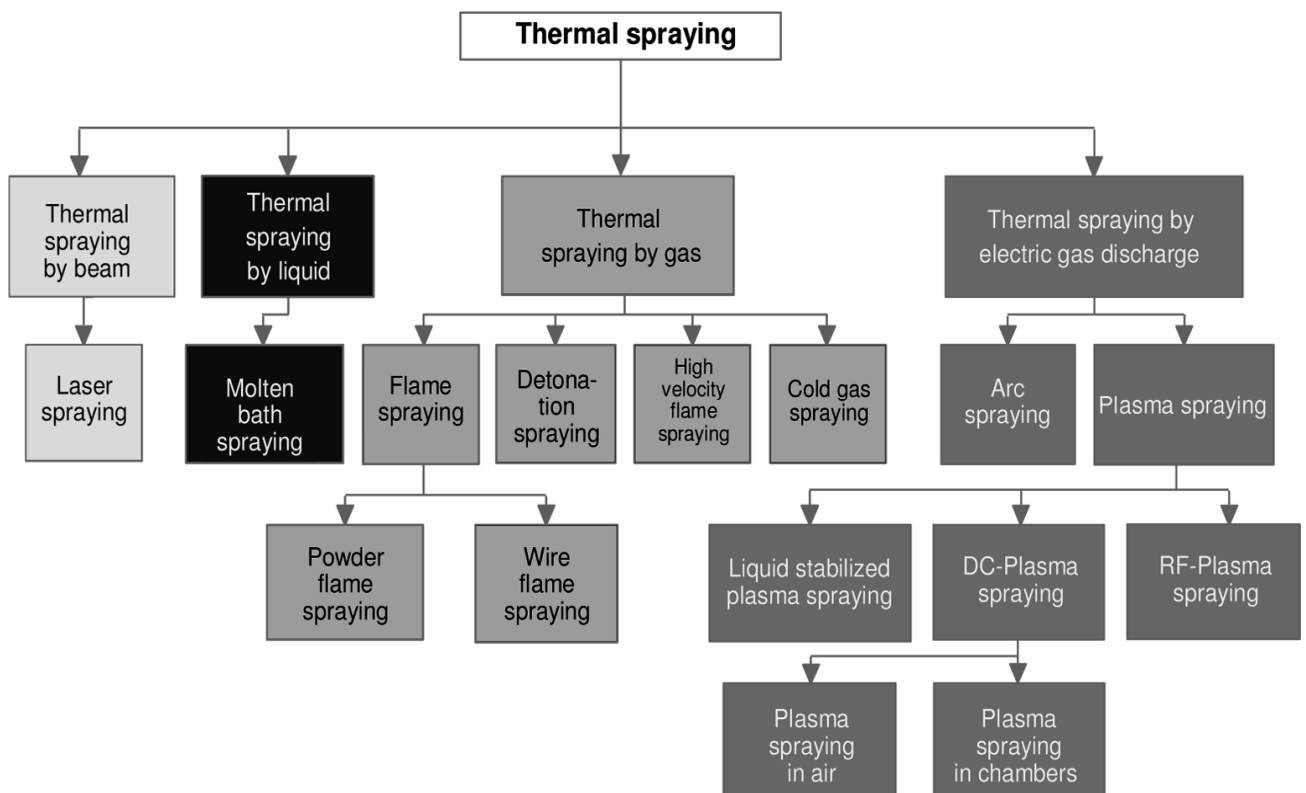 Thermal spraying
Thermal
spraying
by beam
Thermal
spraying
by liquid
Thermal
spraying by gas
Thermal spraying by
electric gas discharge
Laser
spraying
Molten
bath
spraying
Flame
spraying
Detona-
tion
spraying
High
velocity
flame
spraying
Cold gas
spraying
Arc
spraying
Plasma spraying
Powder
flame
spraying
Wire
flame
spraying
Liquid stabilized
plasma spraying
DC-Plasma
spraying
RF-Plasma
spraying
Plasma
spraying
in air
Plasma
spraying
in chambers